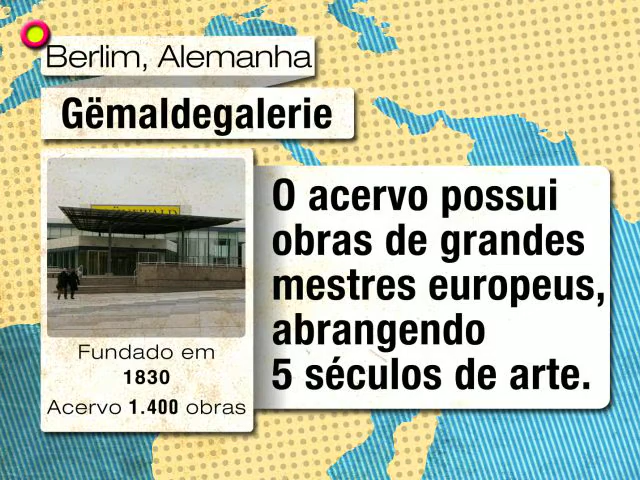 Berlim, Alemanha
Gëmaldegalerie
O acervo possui
obras de grandes
mestres europeus,
abrangendo
5 séculos de arte.
Fundado em
1830
Acervo 1.400 obras